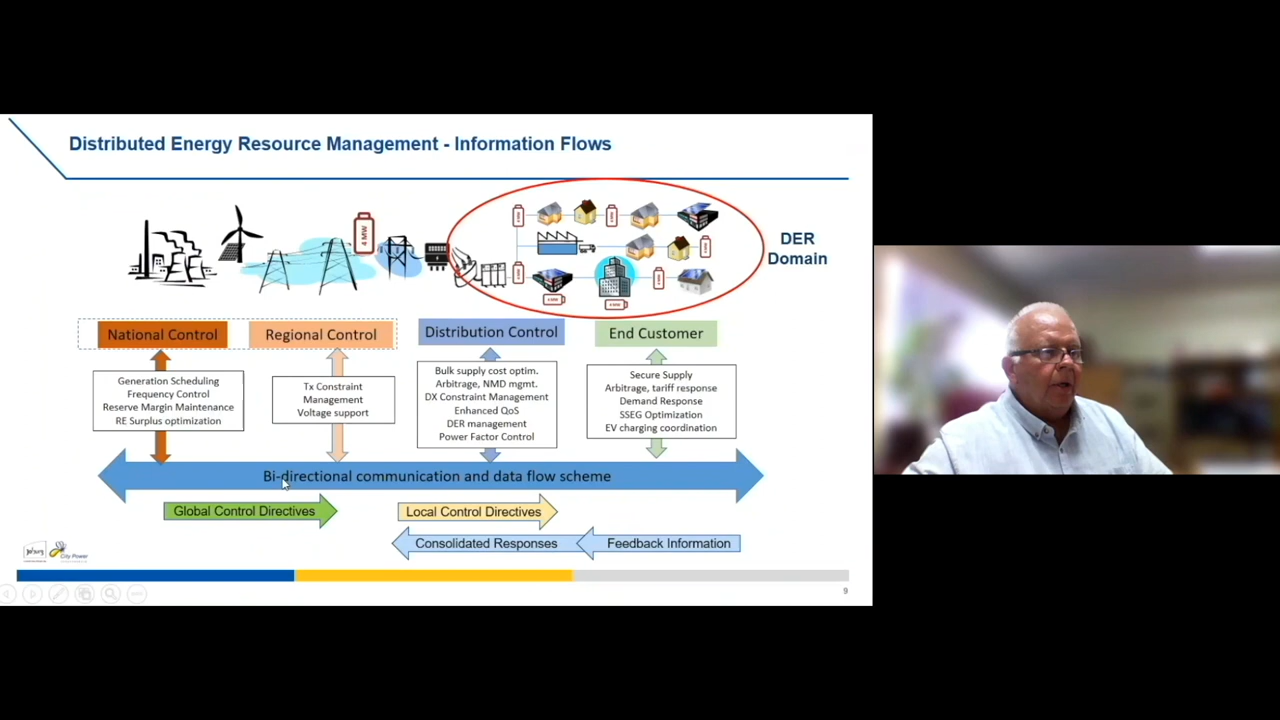 Distributed Energy Resource Management - Information Flows
4 MW
DER
Domain
National Control
Regional Control
Distribution Control
End Customer
Generation Scheduling
Frequency Control
Reserve Margin Maintenance
RE Surplus optimization
Tx Constraint
Management
Voltage support
Bulk supply cost optim.
Arbitrage, NMD mgmt.
DX Constraint Management
Enhanced QoS
DER management
Power Factor Control
Secure Supply
Arbitrage, tariff response
Demand Response
SSEG Optimization
EV charging coordination
Bi-directional communication and data flow scheme
Global Control Directives
Local Control Directives
Consolidated Responses
Feedback Information
City Power
9